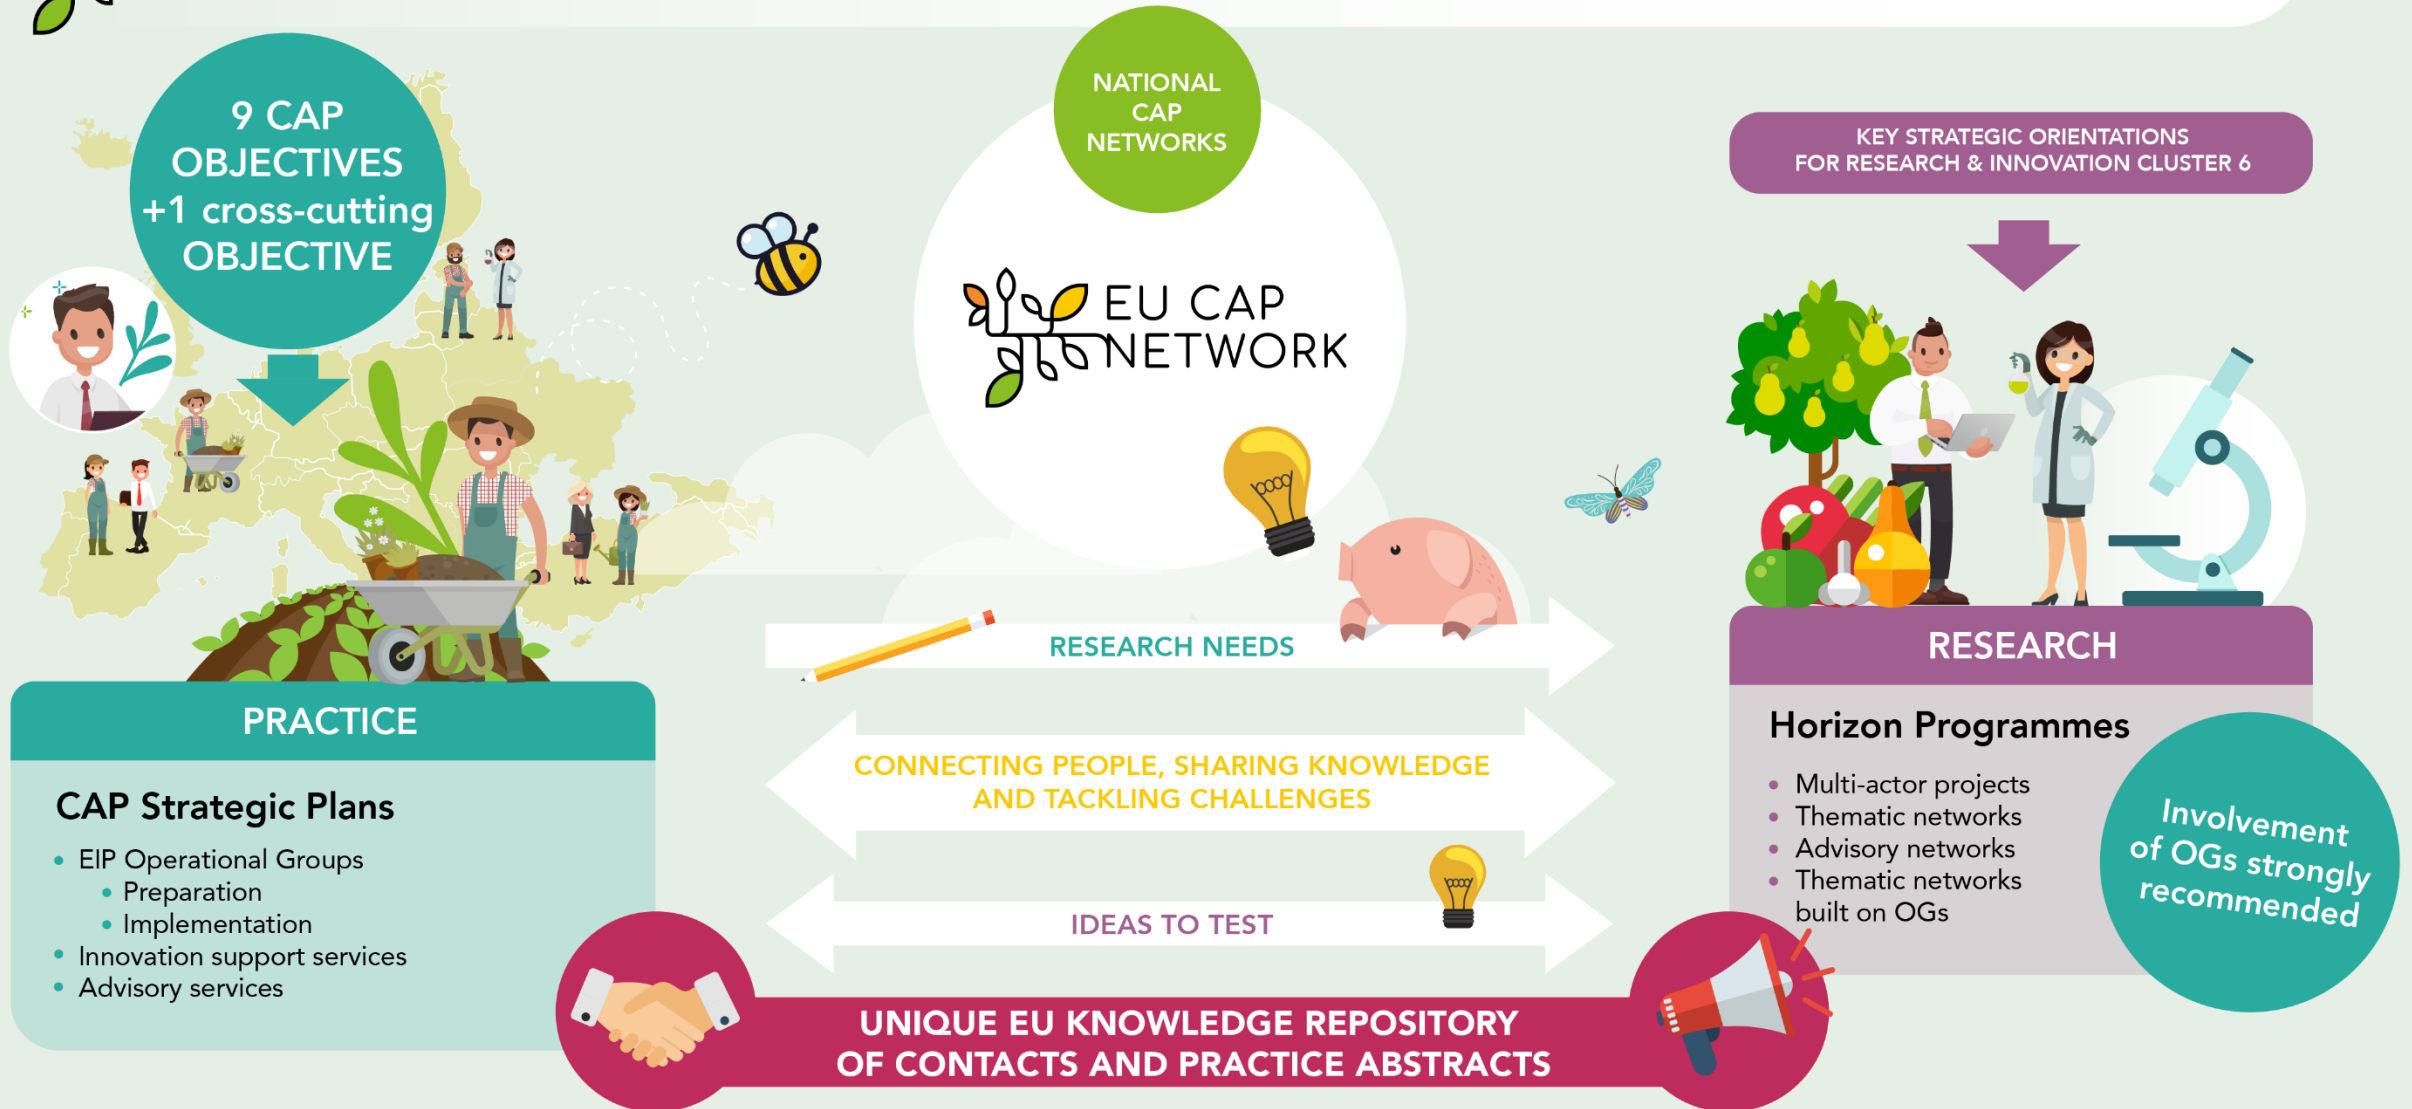 9 CAP
OBJECTIVES
+1 cross-cutting
OBJECTIVE
NATIONAL
CAP
NETWORKS
EU CAP
NETWORK
KEY STRATEGIC ORIENTATIONS
FOR RESEARCH & INNOVATION CLUSTER 6
PRACTICE
CAP Strategic Plans
• EIP Operational Groups
• Preparation
• Implementation
• Innovation support services
• Advisory services
RESEARCH NEEDS
CONNECTING PEOPLE, SHARING KNOWLEDGE
AND TACKLING CHALLENGES
IDEAS TO TEST
RESEARCH
Horizon Programmes
• Multi-actor projects
• Thematic networks
• Advisory networks
• Thematic networks
built on OGs
Involvement
of OGs strongly
recommended
UNIQUE EU KNOWLEDGE REPOSITORY
OF CONTACTS AND PRACTICE ABSTRACTS